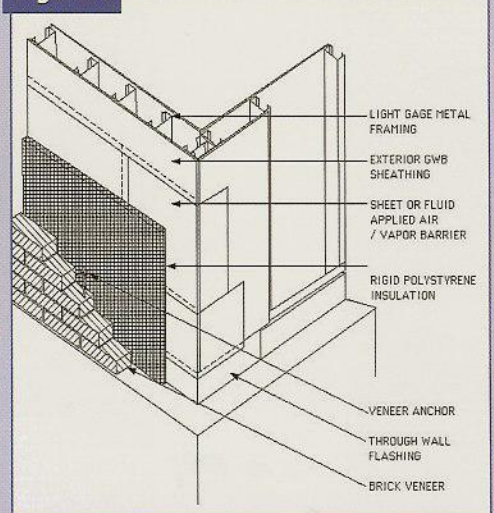 LIGHT GAGE METAL
FRAMING
EXTERIOR GWB
SHEATHING
SHEET OR FLUID
APPLIED AIR
/ VAPOR BARRIER
RIGID POLYSTYRENE
INSULATION
VENEER ANCHOR
THROUGH WALL
FLASHING
BRICK VENEER